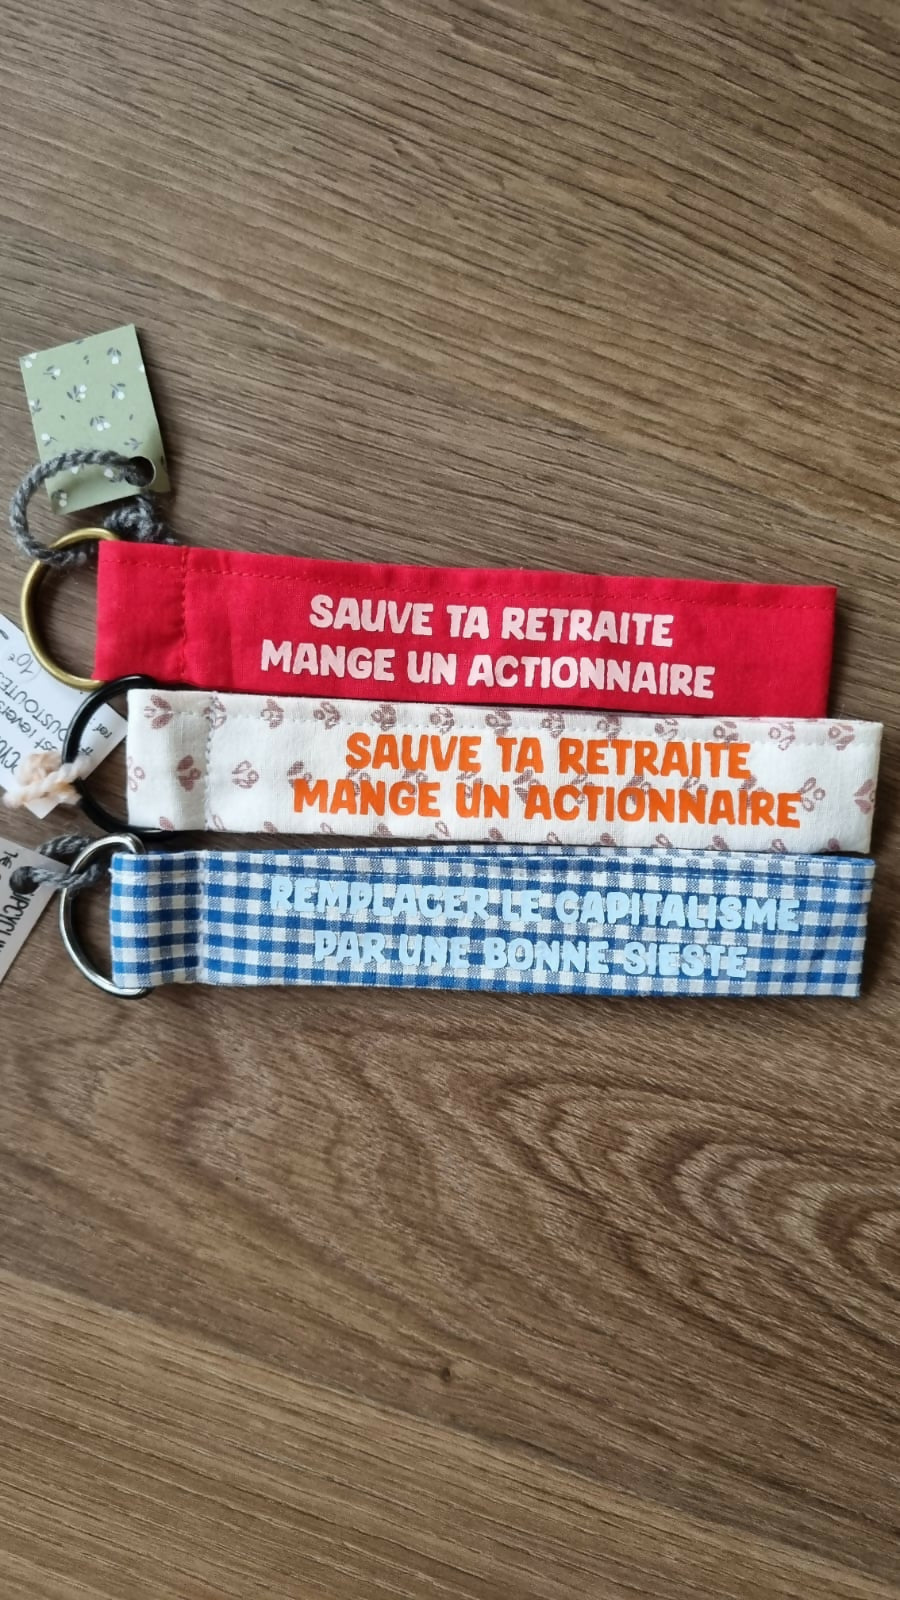 SAUVE TA RETRAITE
MANGE UN ACTIONNAIRE
10€
SAUVE TA RETRAITE
MANGE UN ACTIONNAIRE
REMPLACER LE CAPITALISME
PAR UNE BONNE SIESTE